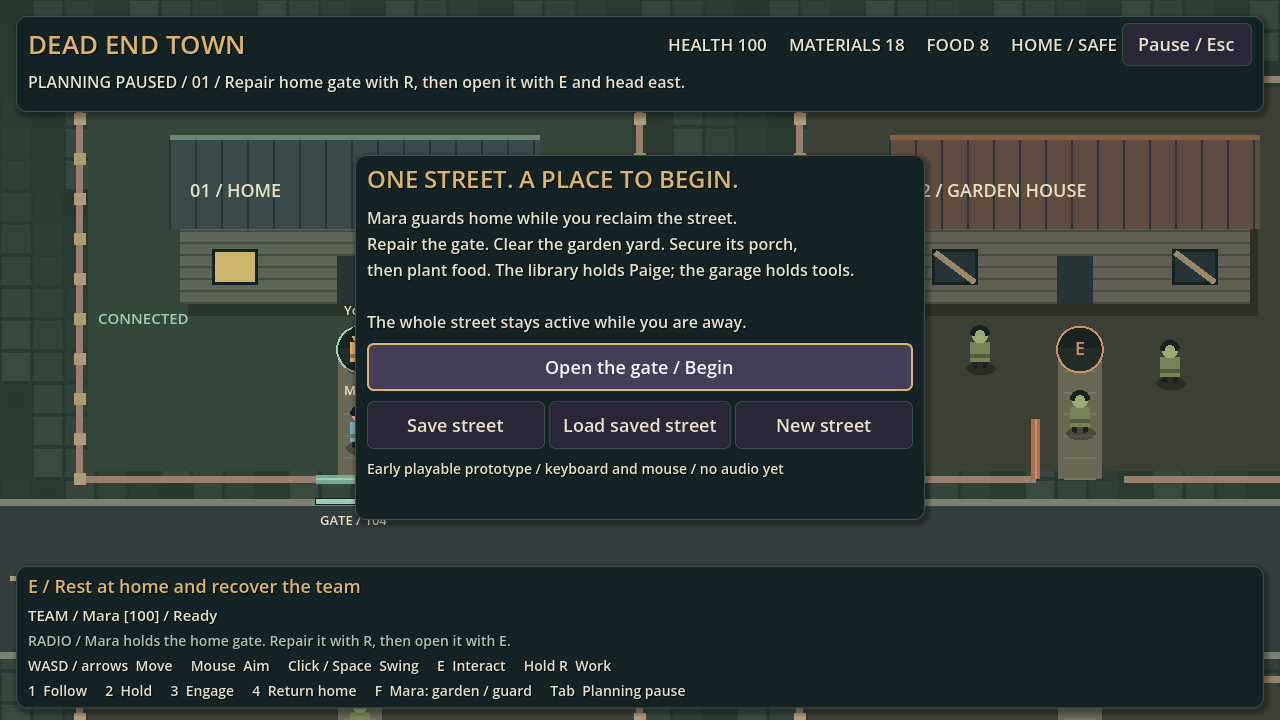 DEAD END TOWN
HEALTH 100 MATERIALS 18 FOOD 8 HOME / SAFE Pause / Esc
PLANNING PAUSED / 01 / Repair home gate with R, then open it with E and head east.
01 / HOME
2 / GARDEN HOUSE
ONE STREET. A PLACE TO BEGIN.
Mara guards home while you reclaim the street.
Repair the gate. Clear the garden yard. Secure its porch,
then plant food. The library holds Paige; the garage holds tools.
The whole street stays active while you are away.
CONNECTED
E
Open the gate / Begin
Save street Load saved street New street
Early playable prototype / keyboard and mouse / no audio yet
GATE / 104
E / Rest at home and recover the team
TEAM / Mara [100] / Ready
RADIO / Mara holds the home gate. Repair it with R, then open it with E.
WASD / arrows Move Mouse Aim Click / Space Swing E Interact Hold R Work
1 Follow 2 Hold 3 Engage 4 Return home F Mara: garden / guard Tab Planning pause